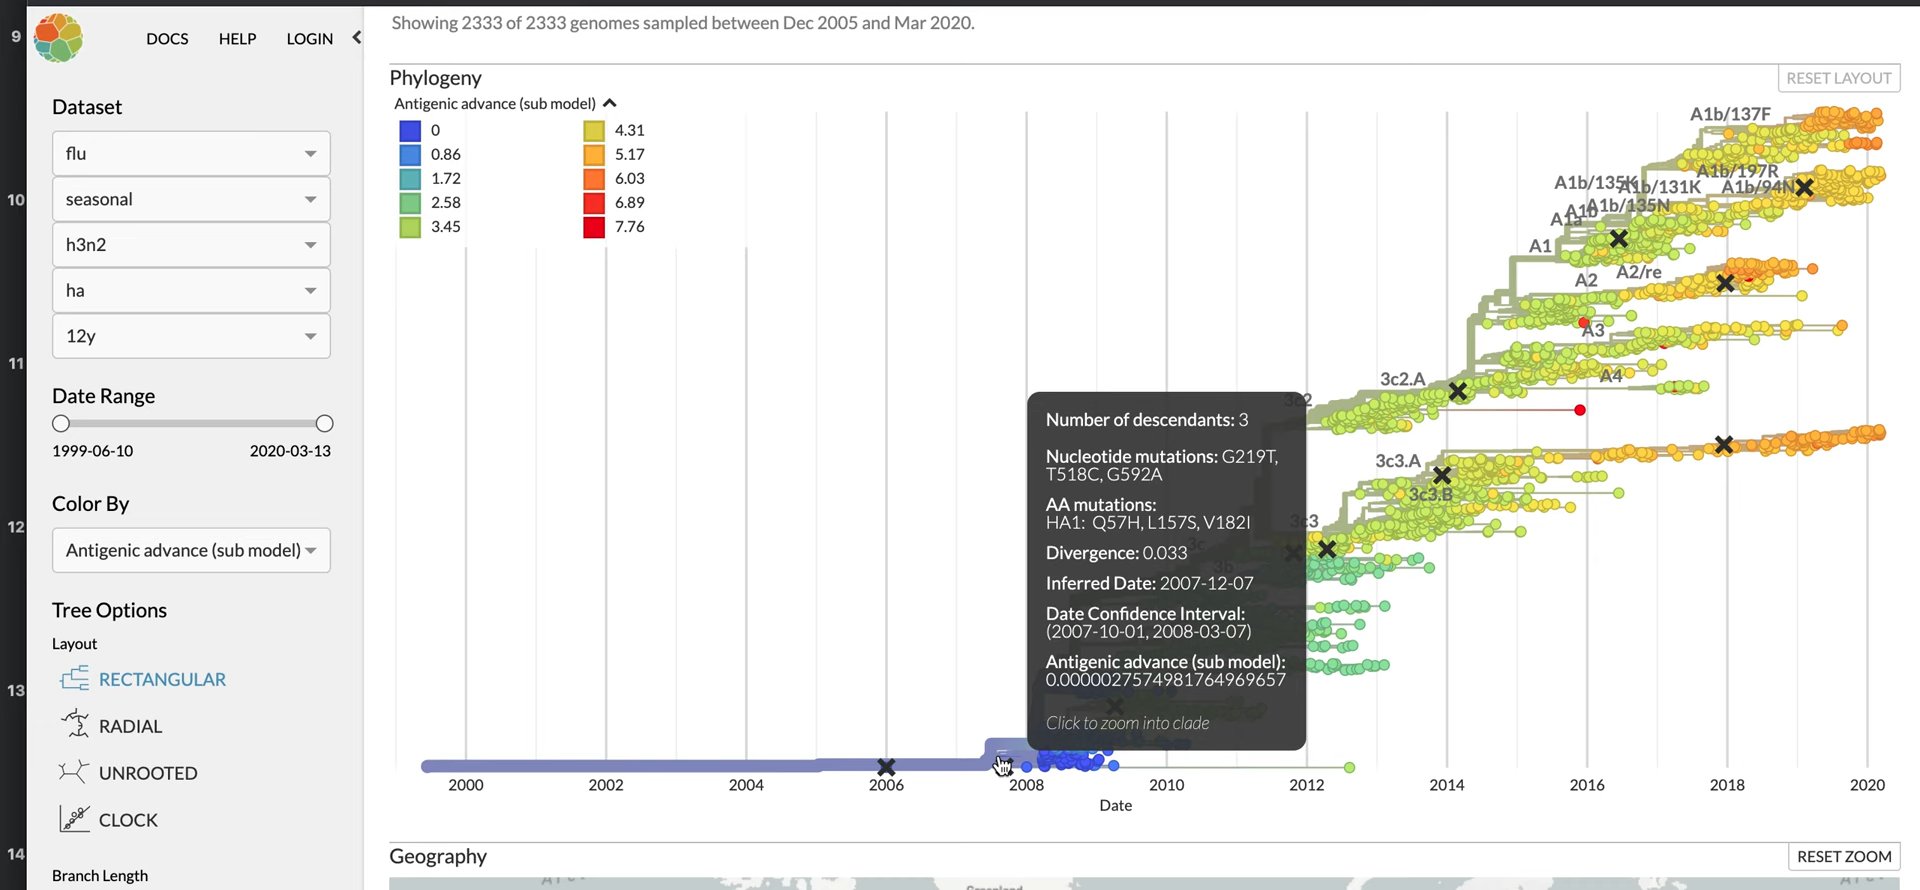 Showing 2333 of 2333 genomes sampled between Dec 2005 and Mar 2020.
9
DOCS HELP LOGIN
Dataset
flu
seasonal
10
h3n2
ha
12y
11
Date Range
1999-06-10 2020-03-13
Color By
12
Antigenic advance (sub model)
Tree Options
Layout
RECTANGULAR
13
RADIAL
UNROOTED
CLOCK
14
Branch Length
Phylogeny
RESET LAYOUT
Antigenic advance (sub model)
0 4.31
0.86 5.17
1.72 6.03
2.58 6.89
3.45 7.76
A1b/137F
A1b/197R
A1b/135K
A1b/131K
A1b/94N
A1b/135N
A1b
A1a
A1
A2/re
A2
A3
A4
3c2.A
3c2
3c3.A
3c3.B
3c3
3c
3b
Number of descendants: 3
Nucleotide mutations: G219T,
T518C, G592A
AA mutations:
HA1: Q57H, L157S, V182I
Divergence: 0.033
Inferred Date: 2007-12-07
Date Confidence Interval:
(2007-10-01, 2008-03-07)
Antigenic advance (sub model):
0.0000027574981764969657
Click to zoom into clade
2000 2002 2004 2006 2008 2010 2012 2014 2016 2018 2020
Date
Geography
RESET ZOOM